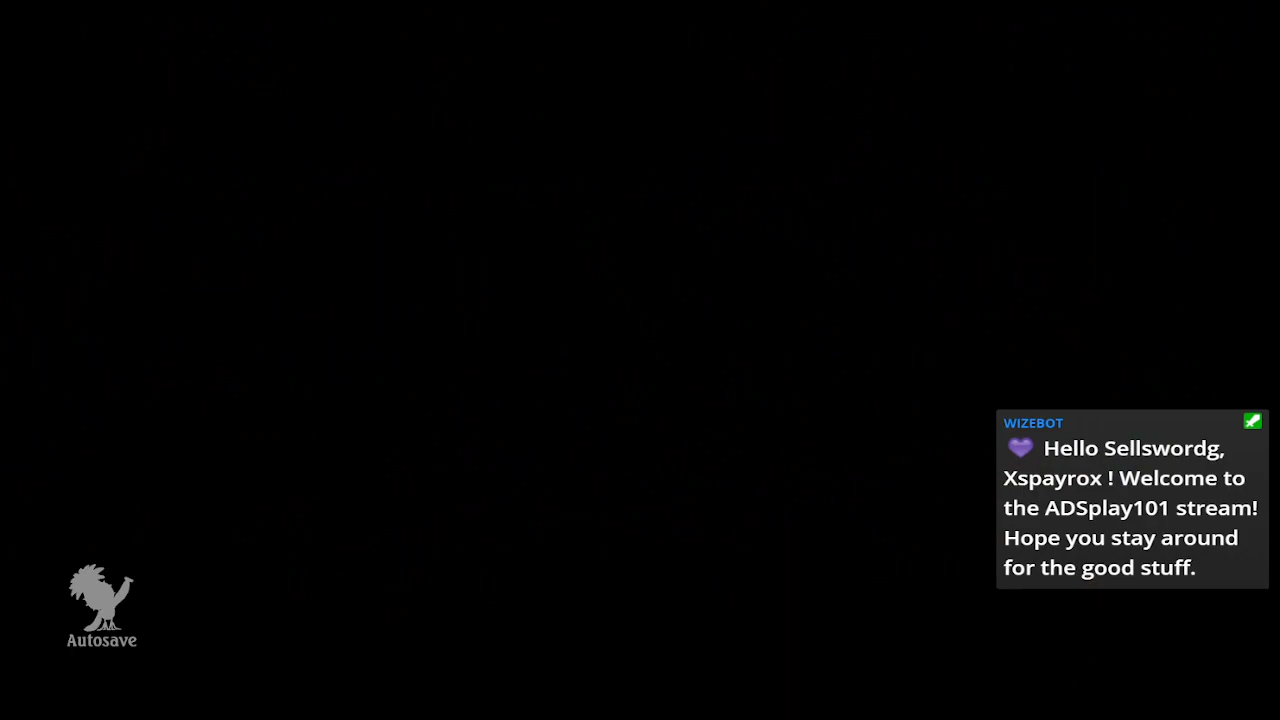 WIZEBOT
💜 Hello Sellswordg,
Xspayrox ! Welcome to
the ADSplay101 stream!
Hope you stay around
for the good stuff.
Autosave